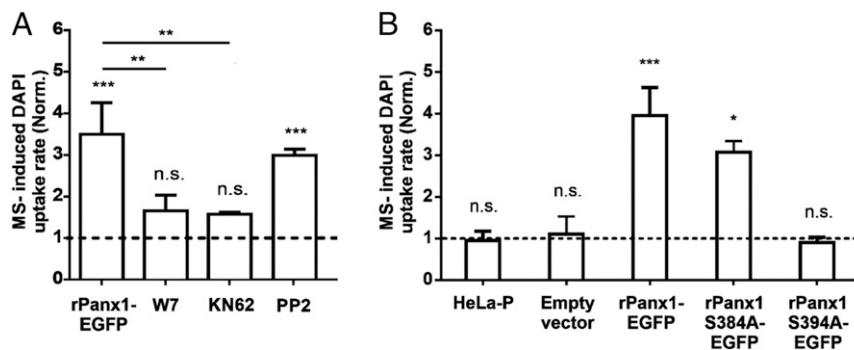 A
MS- induced DAPI
uptake rate (Norm.)
6
5
4
3
2
1
0
**
**
***
n.s.
n.s.
***
rPanx1-
EGFP
W7
KN62
PP2
B
MS- induced DAPI
uptake rate (Norm.)
6
5
4
3
2
1
0
n.s.
n.s.
***
*
n.s.
HeLa-P
Empty
vector
rPanx1-
EGFP
rPanx1
S384A-
EGFP
rPanx1
S394A-
EGFP